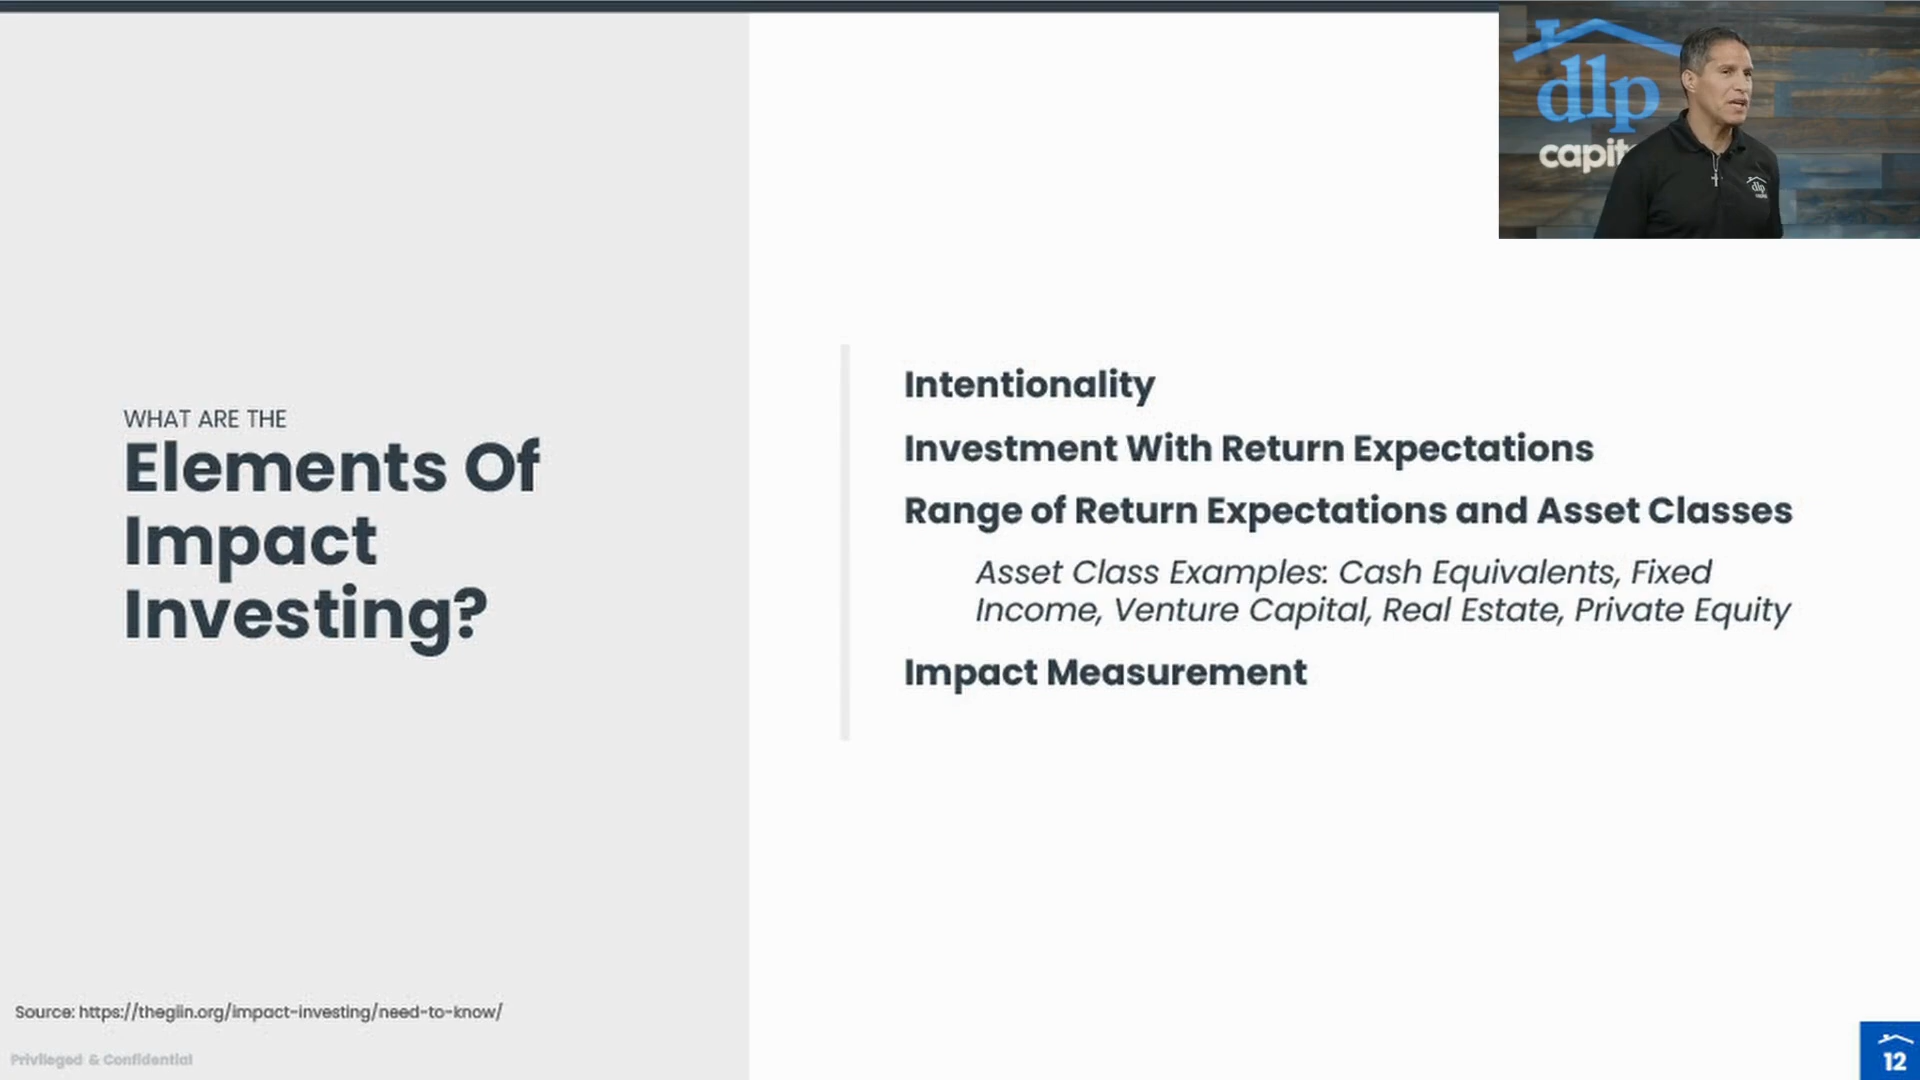 dlp
capit
dlp
WHAT ARE THE
Elements Of
Impact
Investing?
Intentionality
Investment With Return Expectations
Range of Return Expectations and Asset Classes
Asset Class Examples: Cash Equivalents, Fixed
Income, Venture Capital, Real Estate, Private Equity
Impact Measurement
Source: https://thegiin.org/impact-investing/need-to-know/
Privileged & Confidential
12